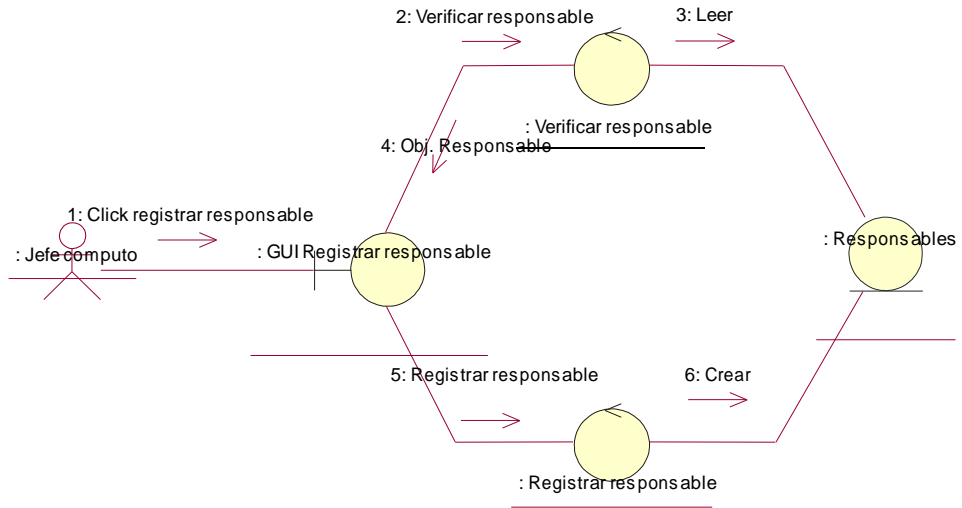 2: Verificar responsable
3: Leer
: Verificar responsable
4: Obj. Responsable
1: Click registrar responsable
: Jefe computo
: GUI Registrar responsable
: Responsables
5: Registrar responsable
6: Crear
: Registrar responsable